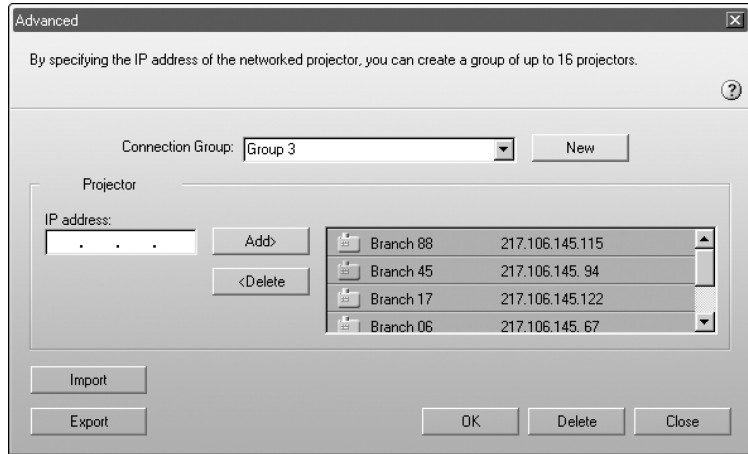 Advanced
By specifying the IP address of the networked projector, you can create a group of up to 16 projectors.
?
Connection Group: Group 3 New
Projector
IP address:
. . .
Add>
<Delete
Branch 88 217.106.145.115
Branch 45 217.106.145. 94
Branch 17 217.106.145.122
Branch 06 217.106.145. 67
Import
Export OK Delete Close